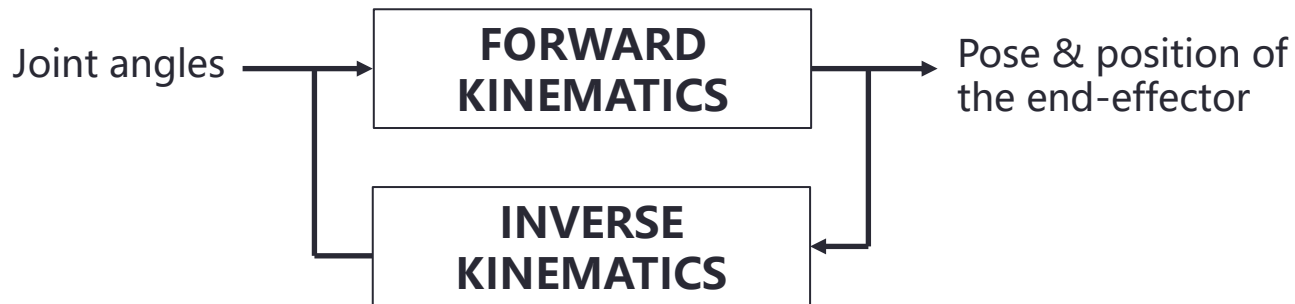 Joint angles
FORWARD
KINEMATICS
Pose & position of
the end-effector
INVERSE
KINEMATICS